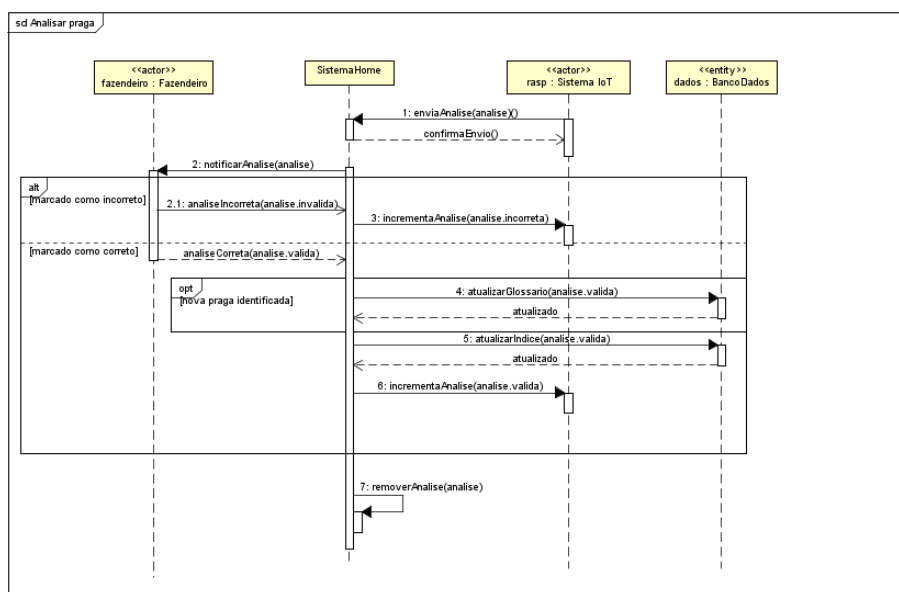 sd Analisar praga
<<actor>>
fazendeiro : Fazendeiro
SistemaHome
<<actor>>
rasp : Sistema IoT
<<entity>>
dados : BancoDados
1: enviaAnalise(analise)()
confirmaEnvio()
2: notificarAnalise(analise)
alt
[marcado como incorreto]
2.1: analiseIncorreta(analise.invalida)
3: incrementaAnalise(analise.incorreta)
[marcado como correto]
analiseCorreta(analise.valida)
opt
[nova praga identificada]
4: atualizarGlossario(analise.valida)
atualizado
5: atualizarIndice(analise.valida)
atualizado
6: incrementaAnalise(analise.valida)
7: removerAnalise(analise)